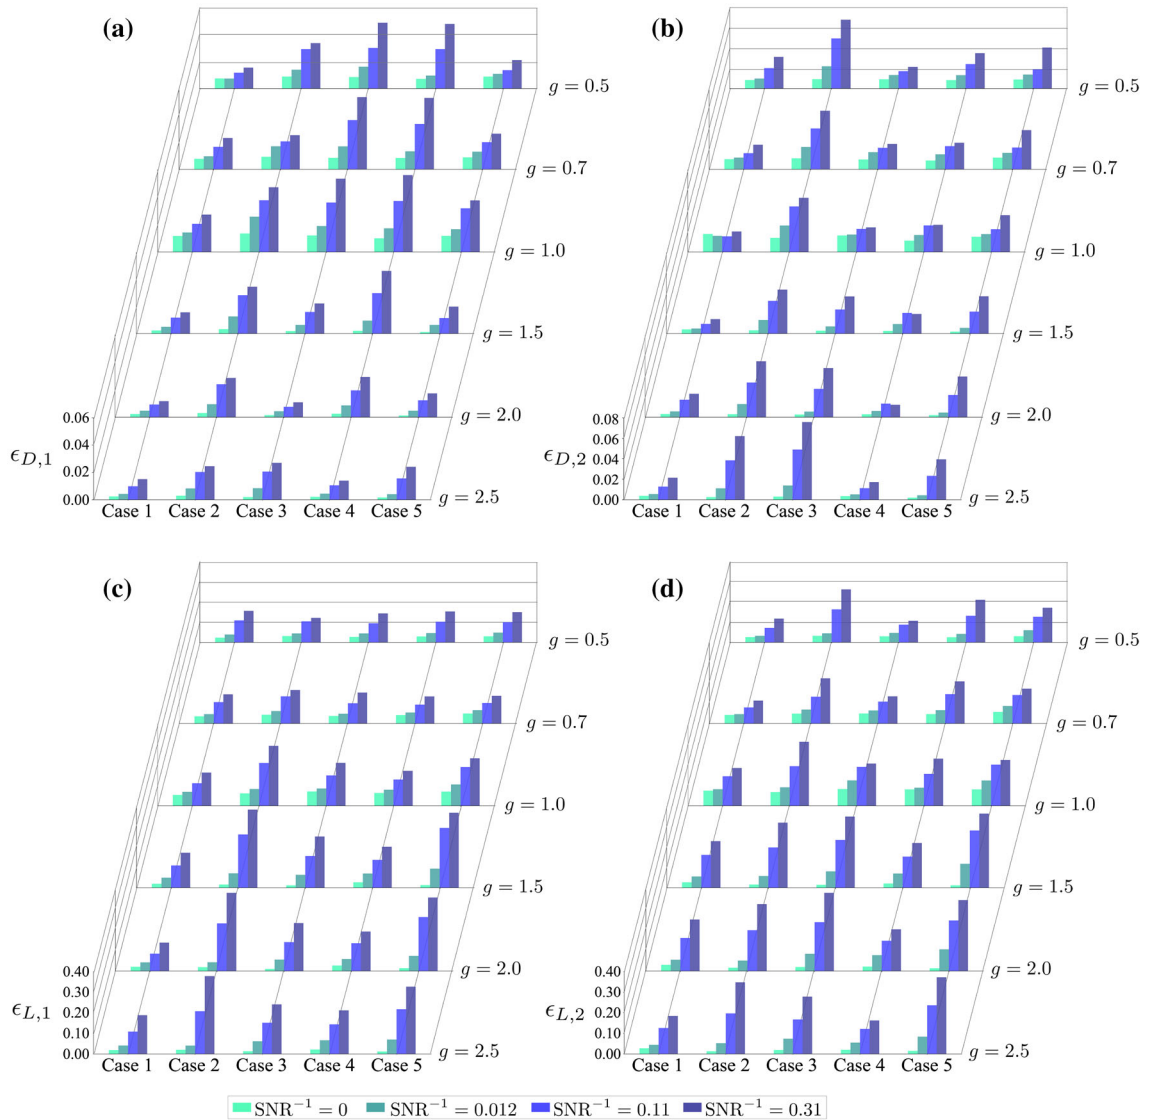 (a)
g = 0.5
g = 0.7
g = 1.0
g = 1.5
g = 2.0
g = 2.5
0.06
0.04
0.02
0.00
ϵ_{D,1}
Case 1 Case 2 Case 3 Case 4 Case 5
(b)
g = 0.5
g = 0.7
g = 1.0
g = 1.5
g = 2.0
g = 2.5
0.08
0.06
0.04
0.02
0.00
ϵ_{D,2}
Case 1 Case 2 Case 3 Case 4 Case 5
(c)
g = 0.5
g = 0.7
g = 1.0
g = 1.5
g = 2.0
g = 2.5
0.40
0.30
0.20
0.10
0.00
ϵ_{L,1}
Case 1 Case 2 Case 3 Case 4 Case 5
(d)
g = 0.5
g = 0.7
g = 1.0
g = 1.5
g = 2.0
g = 2.5
0.40
0.30
0.20
0.10
0.00
ϵ_{L,2}
Case 1 Case 2 Case 3 Case 4 Case 5
SNR⁻¹ = 0 SNR⁻¹ = 0.012 SNR⁻¹ = 0.11 SNR⁻¹ = 0.31